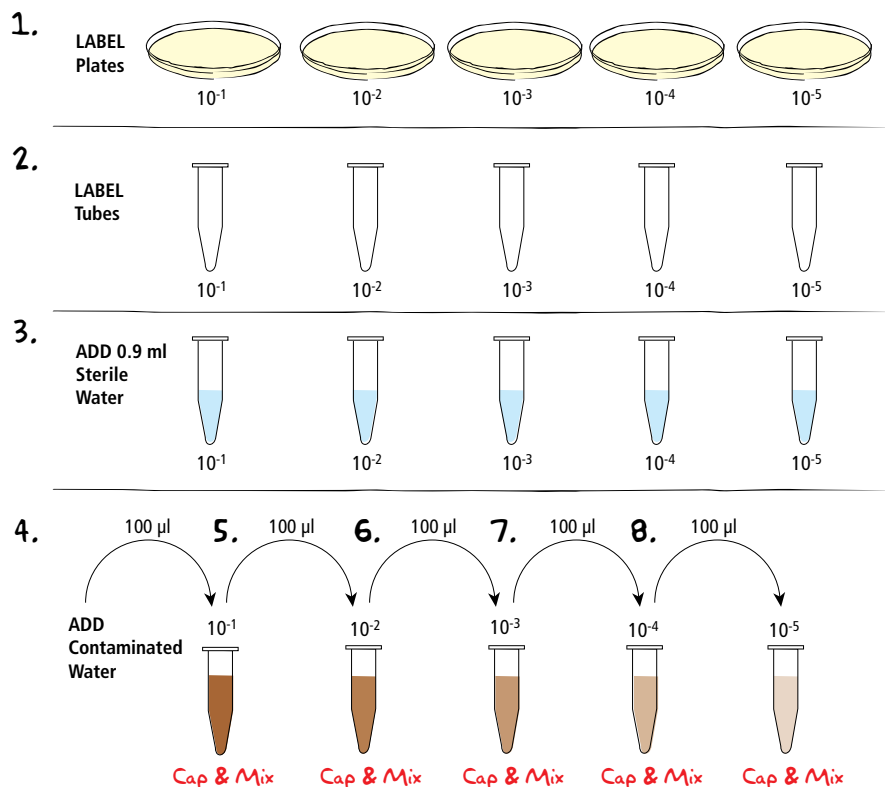 1.
LABEL
Plates
10⁻¹ 10⁻² 10⁻³ 10⁻⁴ 10⁻⁵
2.
LABEL
Tubes
10⁻¹ 10⁻² 10⁻³ 10⁻⁴ 10⁻⁵
3.
ADD 0.9 ml
Sterile
Water
10⁻¹ 10⁻² 10⁻³ 10⁻⁴ 10⁻⁵
4. 100 µl 5. 100 µl 6. 100 µl 7. 100 µl 8. 100 µl
ADD
Contaminated
Water
10⁻¹ 10⁻² 10⁻³ 10⁻⁴ 10⁻⁵
Cap & Mix Cap & Mix Cap & Mix Cap & Mix Cap & Mix